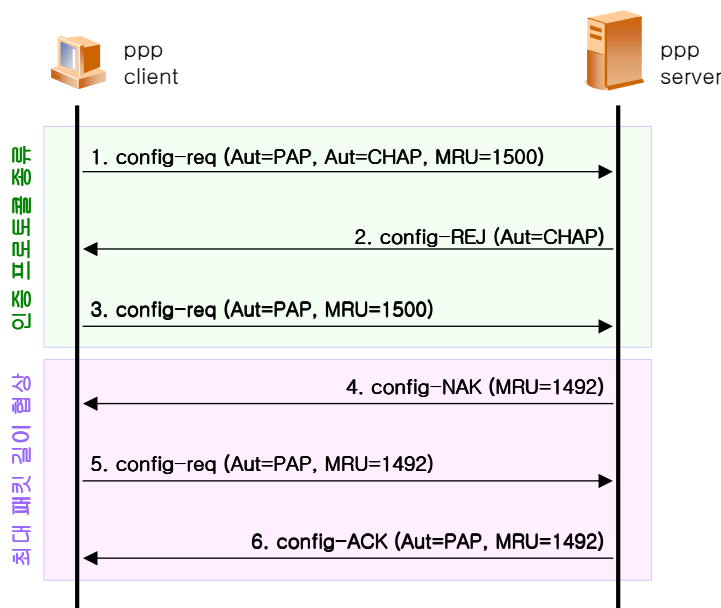 ppp
client
ppp
server
인증 프로토콜 종류
1. config-req (Aut=PAP, Aut=CHAP, MRU=1500)
2. config-REJ (Aut=CHAP)
3. config-req (Aut=PAP, MRU=1500)
최대 패킷 길이 협상
4. config-NAK (MRU=1492)
5. config-req (Aut=PAP, MRU=1492)
6. config-ACK (Aut=PAP, MRU=1492)